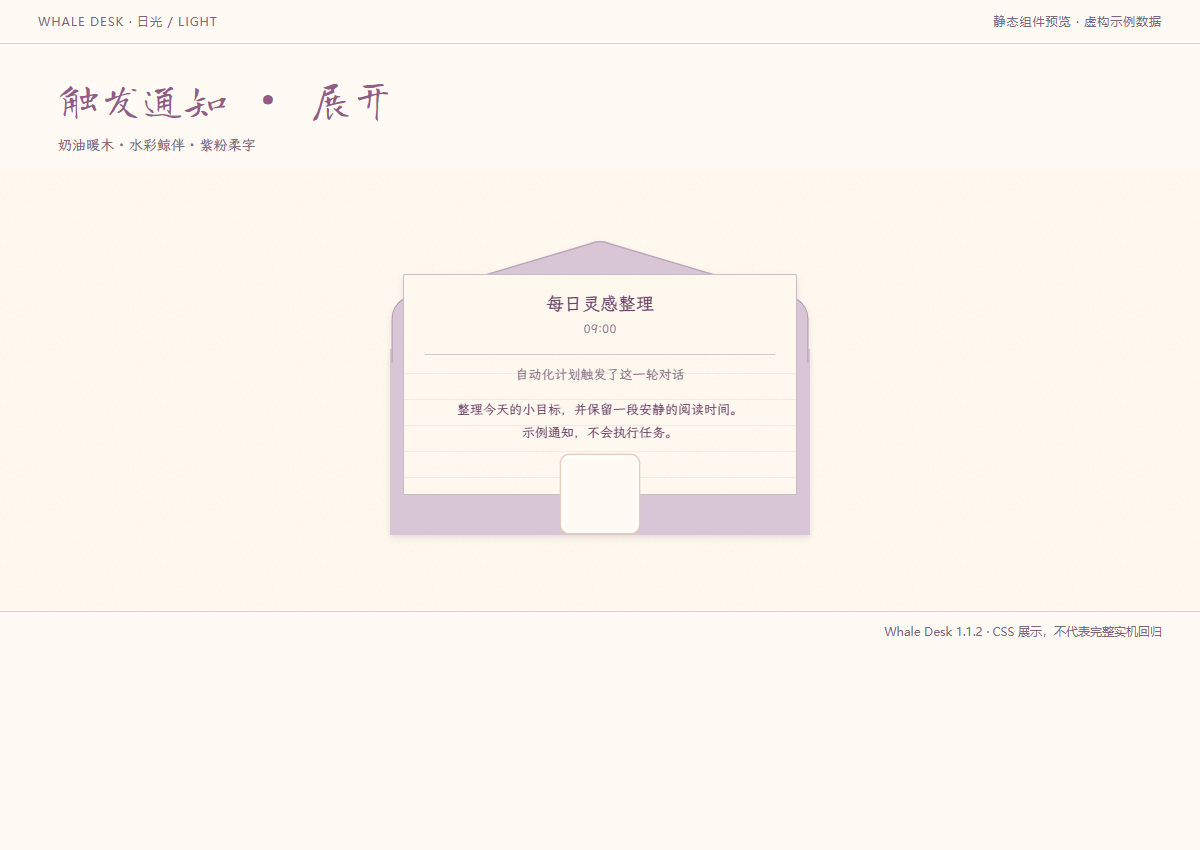 WHALE DESK · 日光 / LIGHT
静态组件预览 · 虚构示例数据
触发通知 · 展开
奶油暖木・水彩鲸伴・紫粉柔字
每日灵感整理
09:00
自动化计划触发了这一轮对话
整理今天的小目标，并保留一段安静的阅读时间。
示例通知，不会执行任务。
Whale Desk 1.1.2 · CSS 展示，不代表完整实机回归